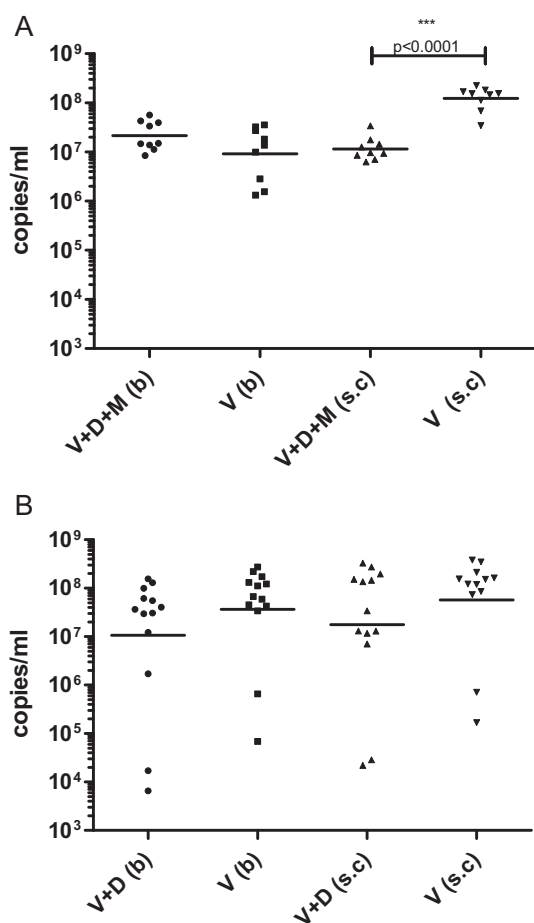 A
***
p<0.0001
10⁹
10⁸
10⁷
10⁶
10⁵
10⁴
10³
copies/ml
V+D+M (b)
V (b)
V+D+M (s.c)
V (s.c)
B
10⁹
10⁸
10⁷
10⁶
10⁵
10⁴
10³
copies/ml
V+D (b)
V (b)
V+D (s.c)
V (s.c)